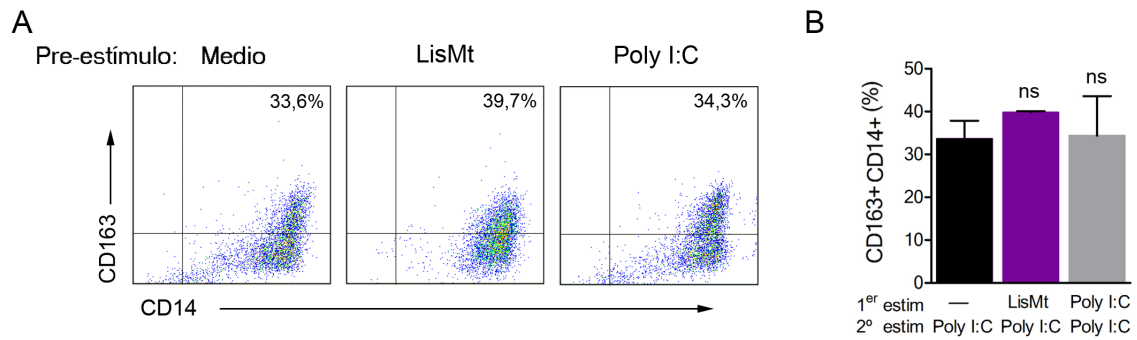 A
Pre-estímulo: Medio LisMt Poly I:C
33,6% 39,7% 34,3%
CD163
CD14
B
CD163+ CD14+ (%)
50
40
30
20
10
0
ns ns
1er estim — LisMt Poly I:C
2º estim Poly I:C Poly I:C Poly I:C